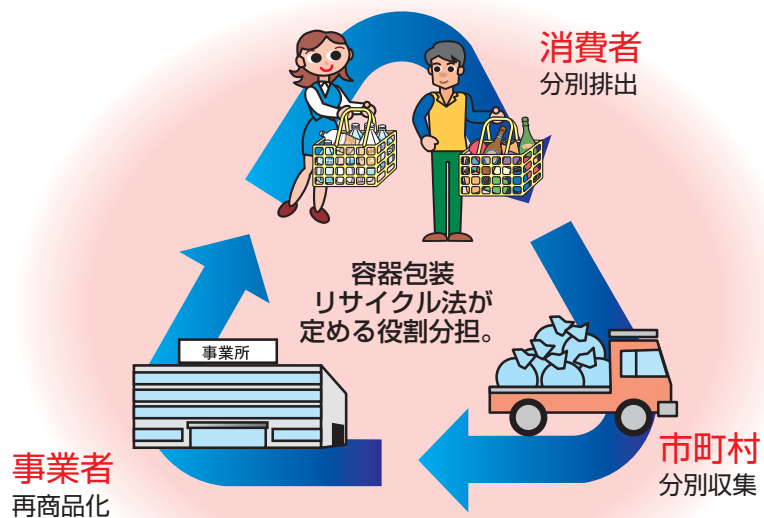 消費者
分別排出
容器包装
リサイクル法が
定める役割分担。
事業所
市町村
分別収集
事業者
再商品化